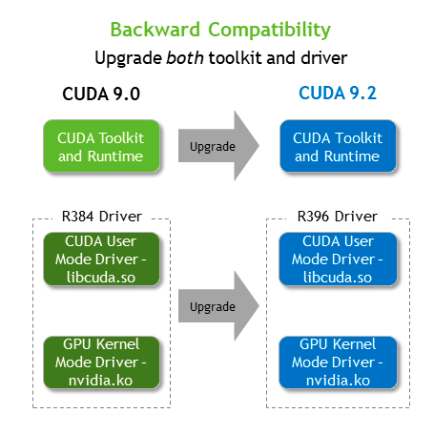 Backward Compatibility
Upgrade both toolkit and driver
CUDA 9.0
CUDA 9.2
CUDA Toolkit
and Runtime
Upgrade
CUDA Toolkit
and Runtime
R384 Driver
R396 Driver
CUDA User
Mode Driver -
libcuda.so
CUDA User
Mode Driver -
libcuda.so
Upgrade
GPU Kernel
Mode Driver -
nvidia.ko
GPU Kernel
Mode Driver -
nvidia.ko